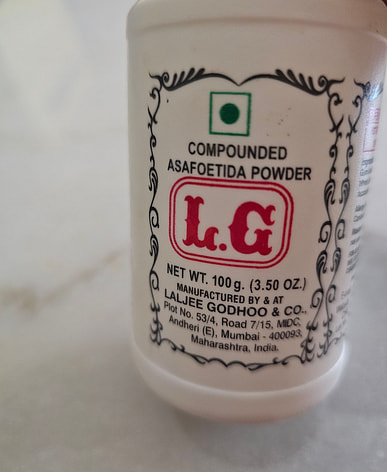 COMPOUNDED
ASAFOETIDA POWDER
L.G
NET WT. 100g. (3.50 OZ.)
MANUFACTURED BY & AT
LALJEE GODHOO & CO.,
Plot No. 53/4, Road 7/15, MIDC,
Andheri (E), Mumbai - 400093,
Maharashtra, India.